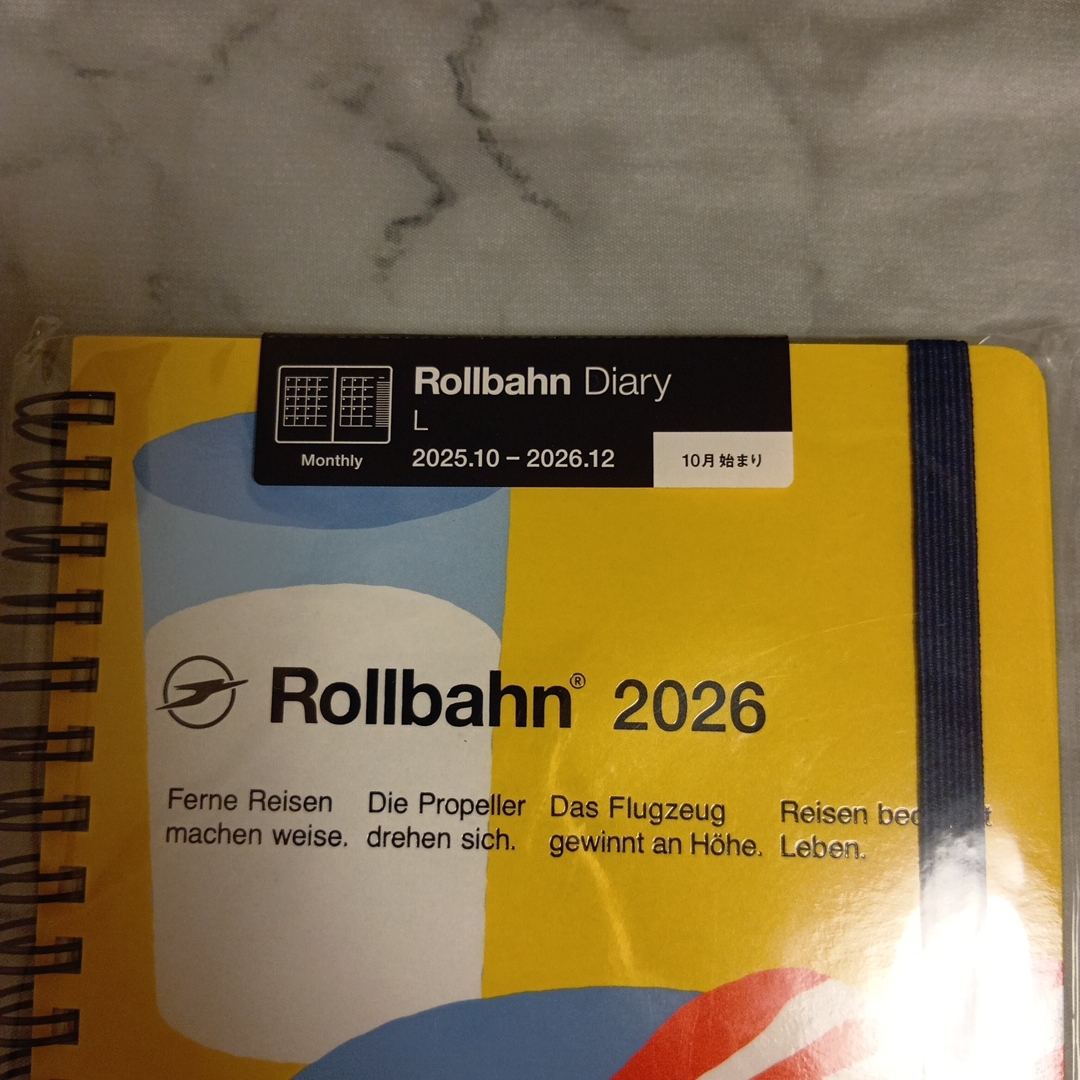 Rollbahn Diary
L
2025.10 – 2026.12
Monthly
10月始まり
Rollbahn® 2026
Ferne Reisen
machen weise.
Die Propeller
drehen sich.
Das Flugzeug
gewinnt an Höhe.
Reisen
Leben.